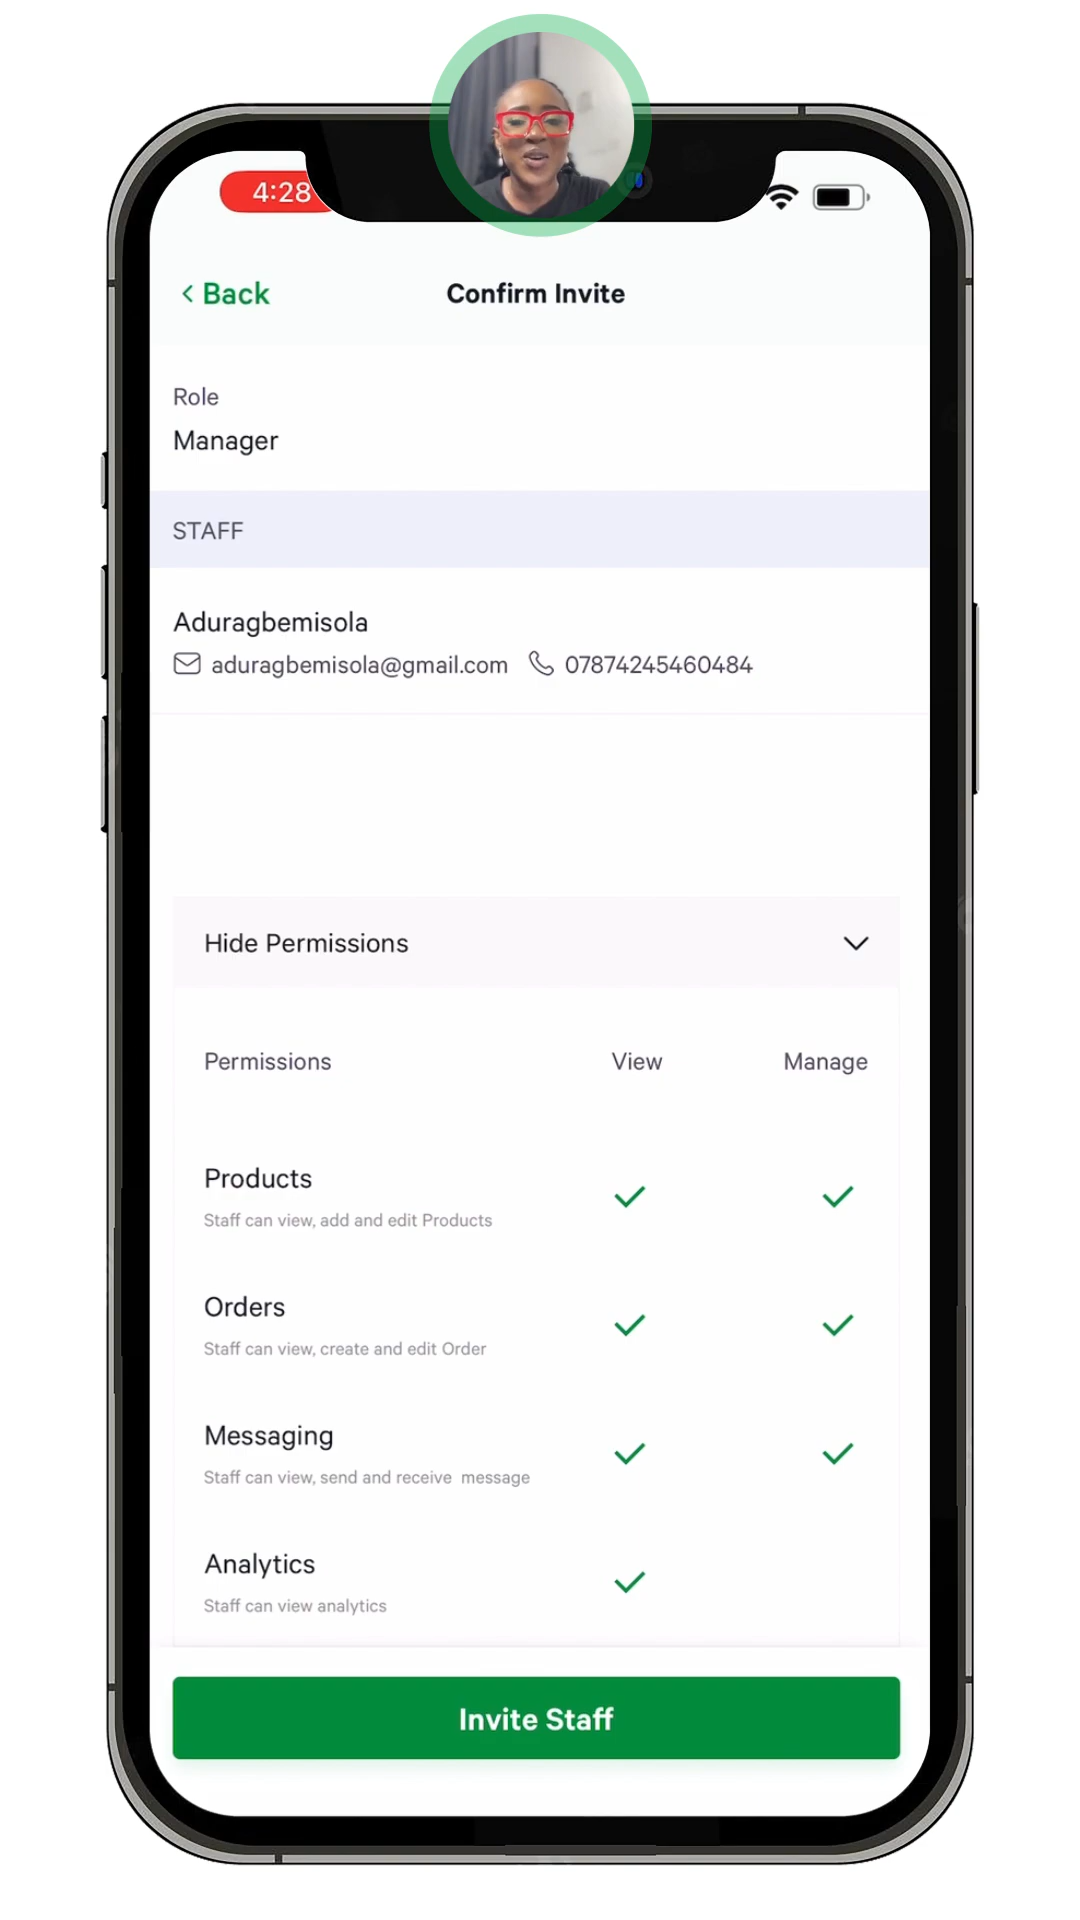 4:28
Back
Confirm Invite
Role
Manager
STAFF
Aduragbemisola
aduragbemisola@gmail.com 07874245460484
Hide Permissions
Permissions View Manage
Products
Staff can view, add and edit Products
Orders
Staff can view, create and edit Order
Messaging
Staff can view, send and receive message
Analytics
Staff can view analytics
Invite Staff